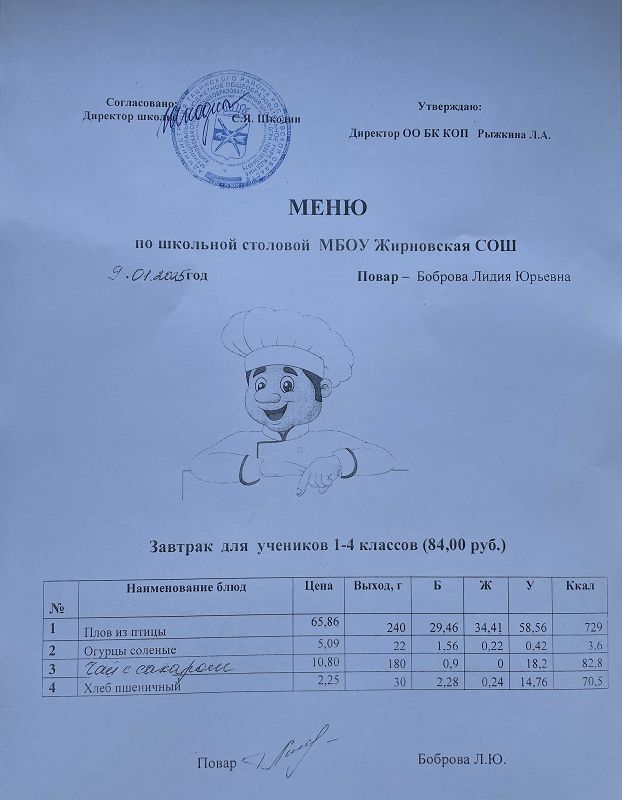 Согласовано:
Утверждаю:
Директор школы С.Я. Шкодин
Директор ОО БК КОП Рыжкина Л.А.
МЕНЮ
по школьной столовой МБОУ Жирновская СОШ
9.01.2025год
Повар – Боброва Лидия Юрьевна
Завтрак для учеников 1-4 классов (84,00 руб.)
№ Наименование блюд Цена Выход, г Б Ж У Ккал
1 Плов из птицы 65,86 240 29,46 34,41 58,56 729
2 Огурцы соленые 5,09 22 1,56 0,22 0,42 3,6
3 Чай с сахаром 10,80 180 0,9 0 18,2 82,8
4 Хлеб пшеничный 2,25 30 2,28 0,24 14,76 70,5
Повар Боброва Л.Ю.